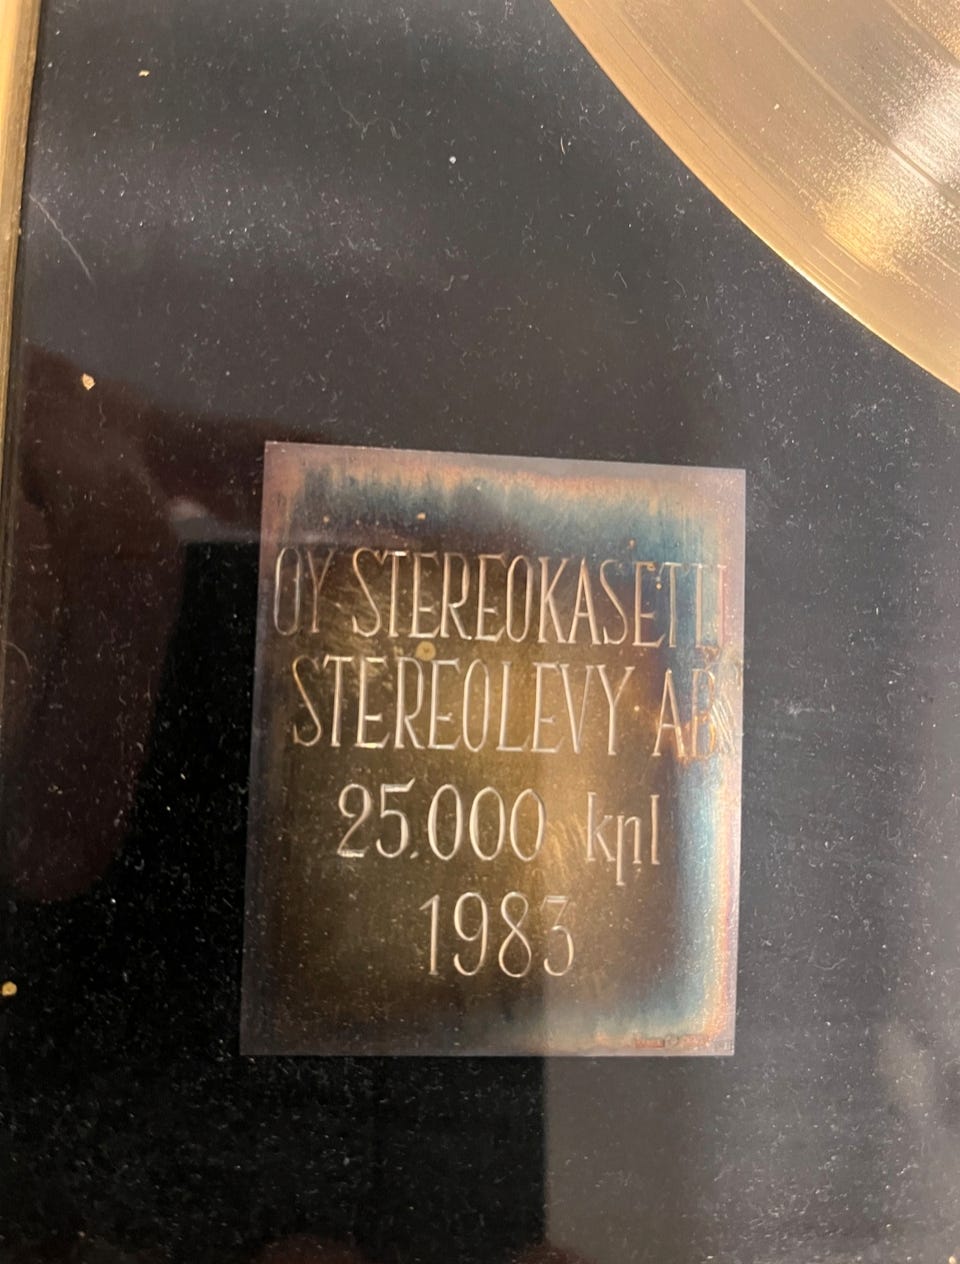 OY STEREOKASETTI
STEREOLEVY AB
25.000 kpl
1983